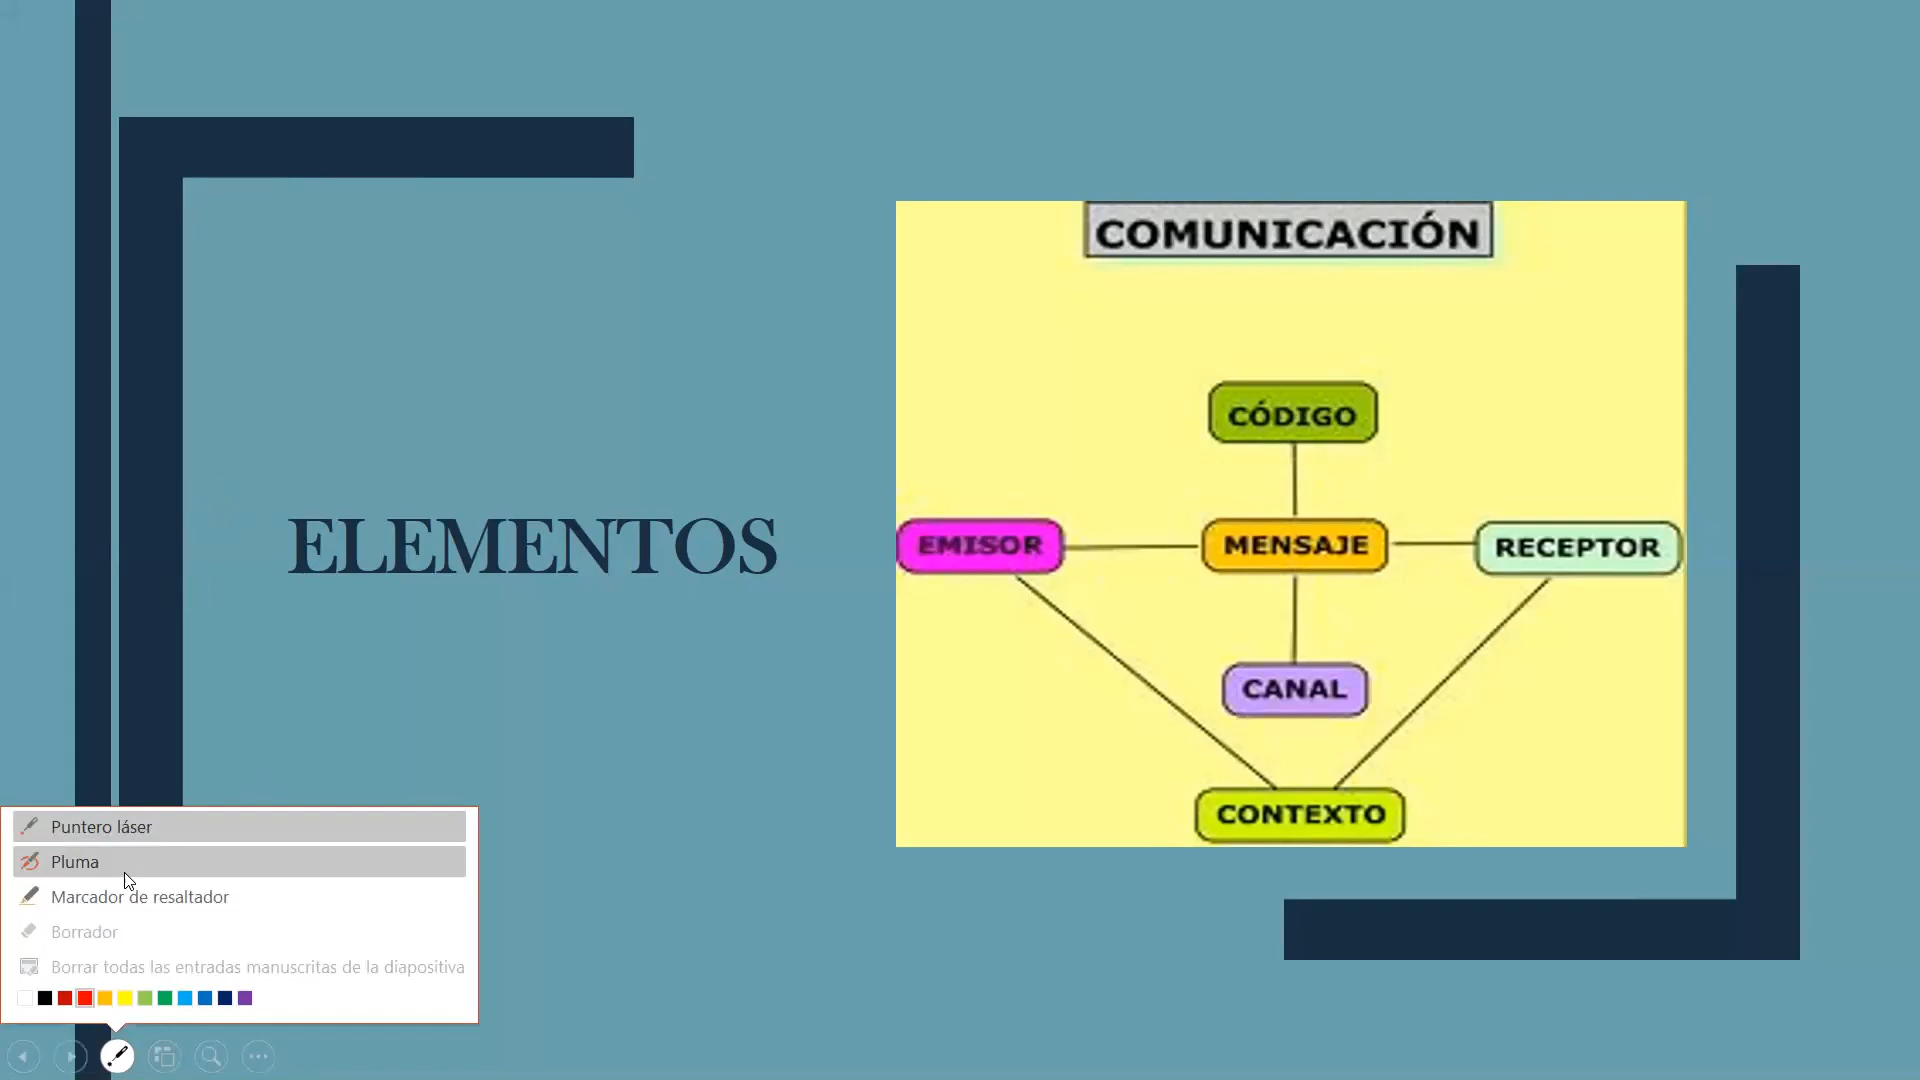 COMUNICACIÓN
CÓDIGO
ELEMENTOS
EMISOR
MENSAJE
RECEPTOR
CANAL
CONTEXTO
Puntero láser
Pluma
Marcador de resaltador
Borrador
Borrar todas las entradas manuscritas de la diapositiva